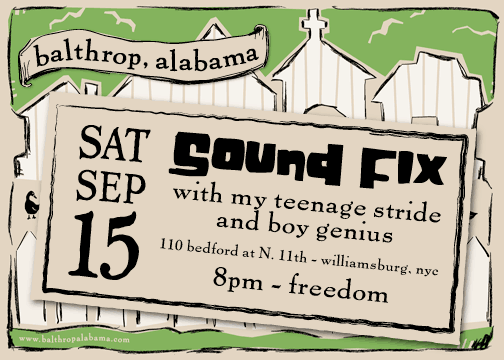 balthrop, alabama
SAT
SEP
15
Sound Fix
with my teenage stride
and boy genius
110 bedford at N. 11th - williamsburg, nyc
8pm - freedom
www.balthropalabama.com